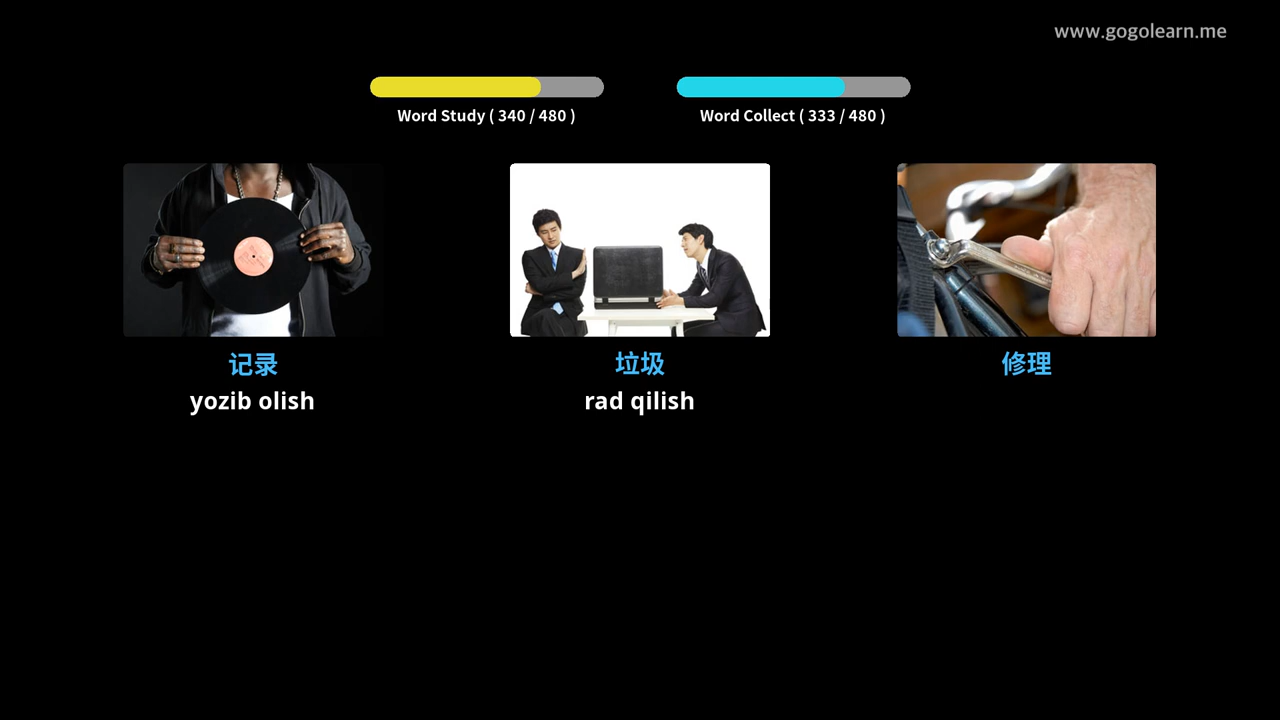 www.gogolearn.me
Word Study ( 340 / 480 )
Word Collect ( 333 / 480 )
记录
yozib olish
垃圾
rad qilish
修理